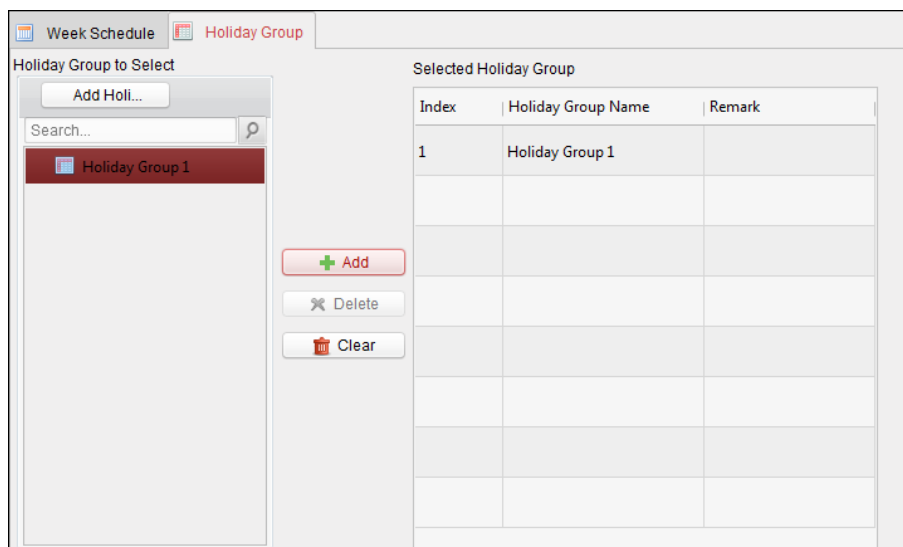 Week Schedule
Holiday Group
Holiday Group to Select
Add Holi...
Search...
Holiday Group 1
Add
Delete
Clear
Selected Holiday Group
Index Holiday Group Name Remark
1 Holiday Group 1